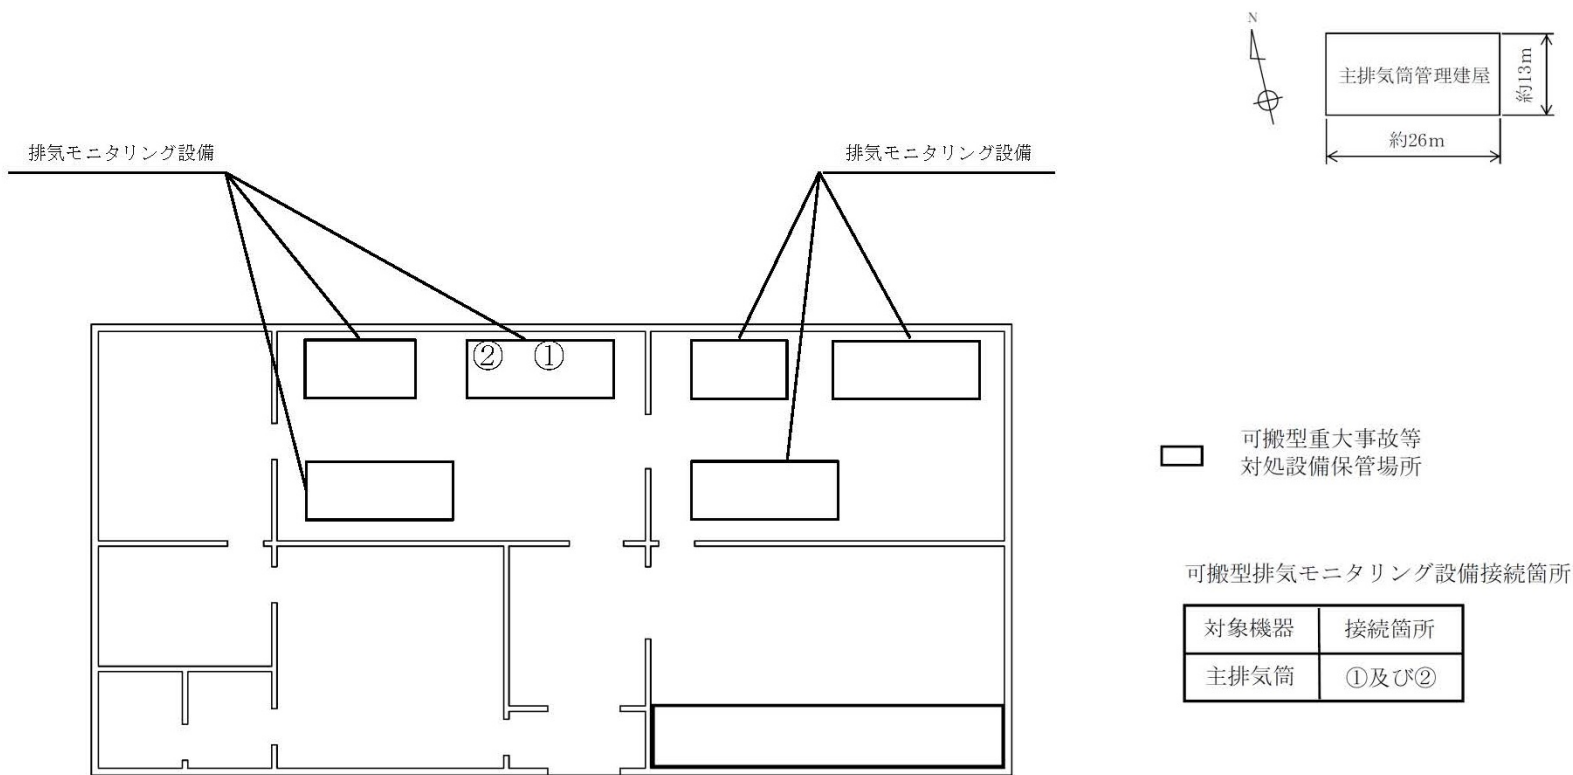 N
主排気筒管理建屋
約13m
約26m
排気モニタリング設備
排気モニタリング設備
② ①
可搬型重大事故等
対処設備保管場所
可搬型排気モニタリング設備接続箇所
対象機器 接続箇所
主排気筒 ①及び②